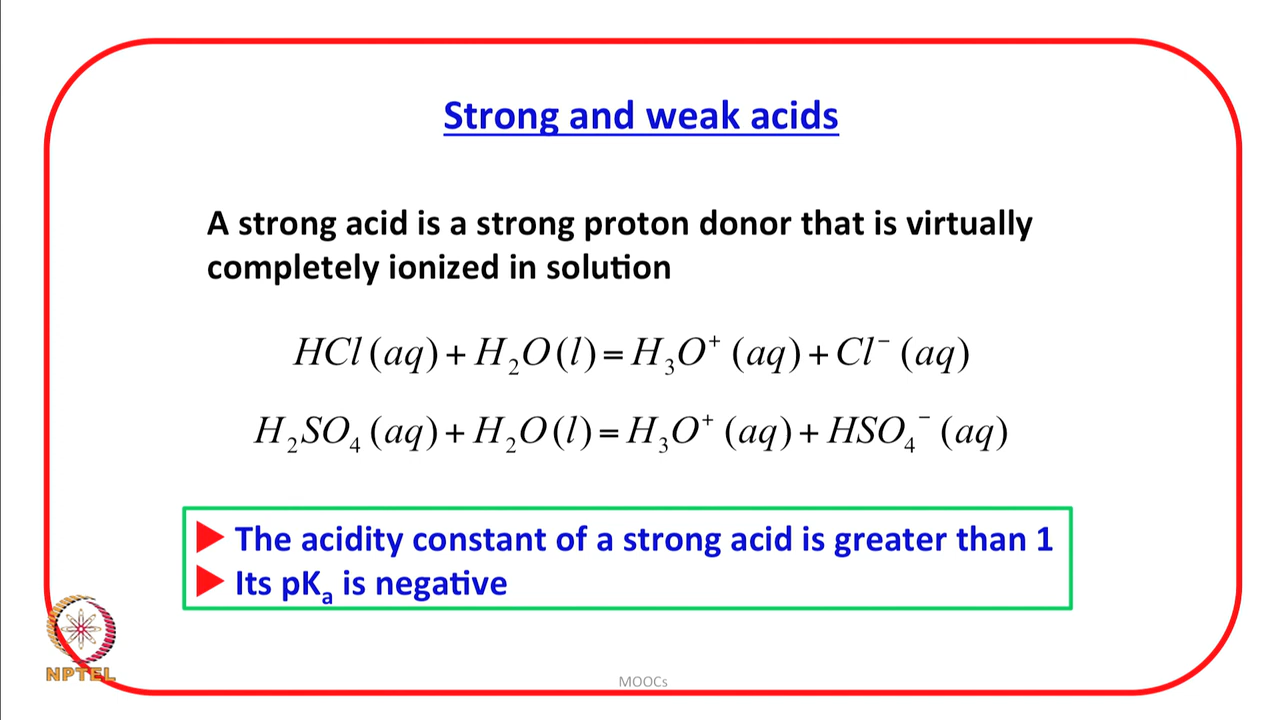 Strong and weak acids
A strong acid is a strong proton donor that is virtually
completely ionized in solution
HCl (aq) + H₂O (l) = H₃O⁺ (aq) + Cl⁻ (aq)
H₂SO₄ (aq) + H₂O (l) = H₃O⁺ (aq) + HSO₄⁻ (aq)
The acidity constant of a strong acid is greater than 1
Its pKₐ is negative
NPTEL
MOOCs